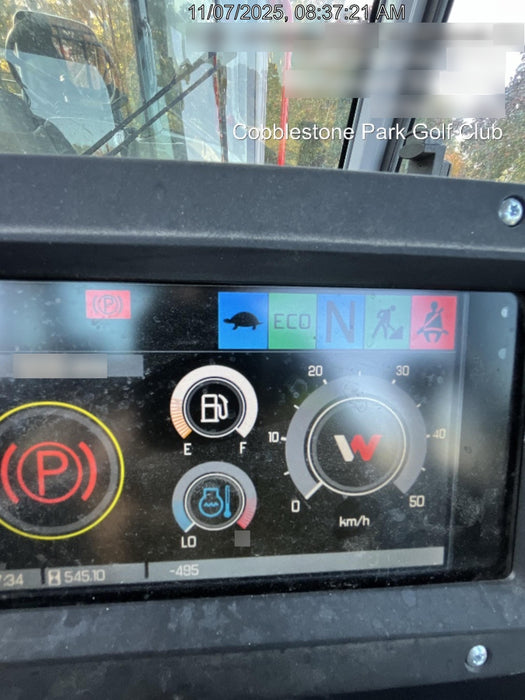 11/07/2025, 08:37:21 AM
Cobblestone Park Golf Club
P
ECO N
20 30
10 40
E F
P
W
0 50
LO
km/h
:34 545.10 -495